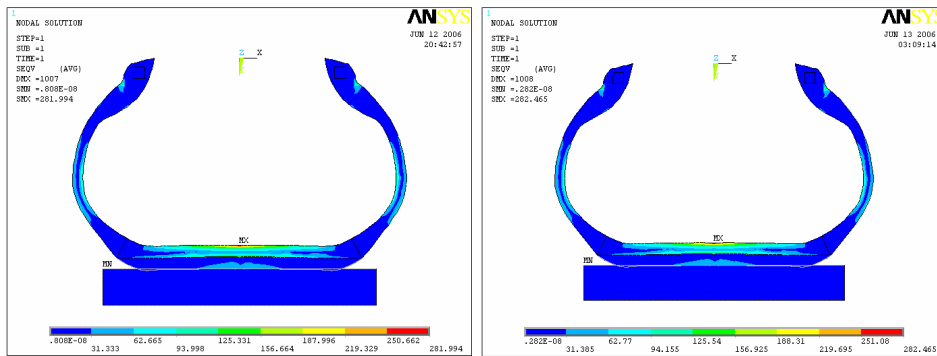 1
NODAL SOLUTION
STEP=1
SUB =1
TIME=1
SEQV (AVG)
DMX =1007
SMN =.808E-08
SMX =281.994
ANSYS
JUN 12 2006
20:42:57
Z
X
MX
MN
.808E-08 62.665 125.331 187.996 250.662
31.333 93.998 156.664 219.329 281.994
1
NODAL SOLUTION
STEP=1
SUB =1
TIME=1
SEQV (AVG)
DMX =1008
SMN =.282E-08
SMX =282.465
ANSYS
JUN 13 2006
03:09:14
Z
X
MX
MN
.282E-08 62.77 125.54 188.31 251.08
31.385 94.155 156.925 219.695 282.465